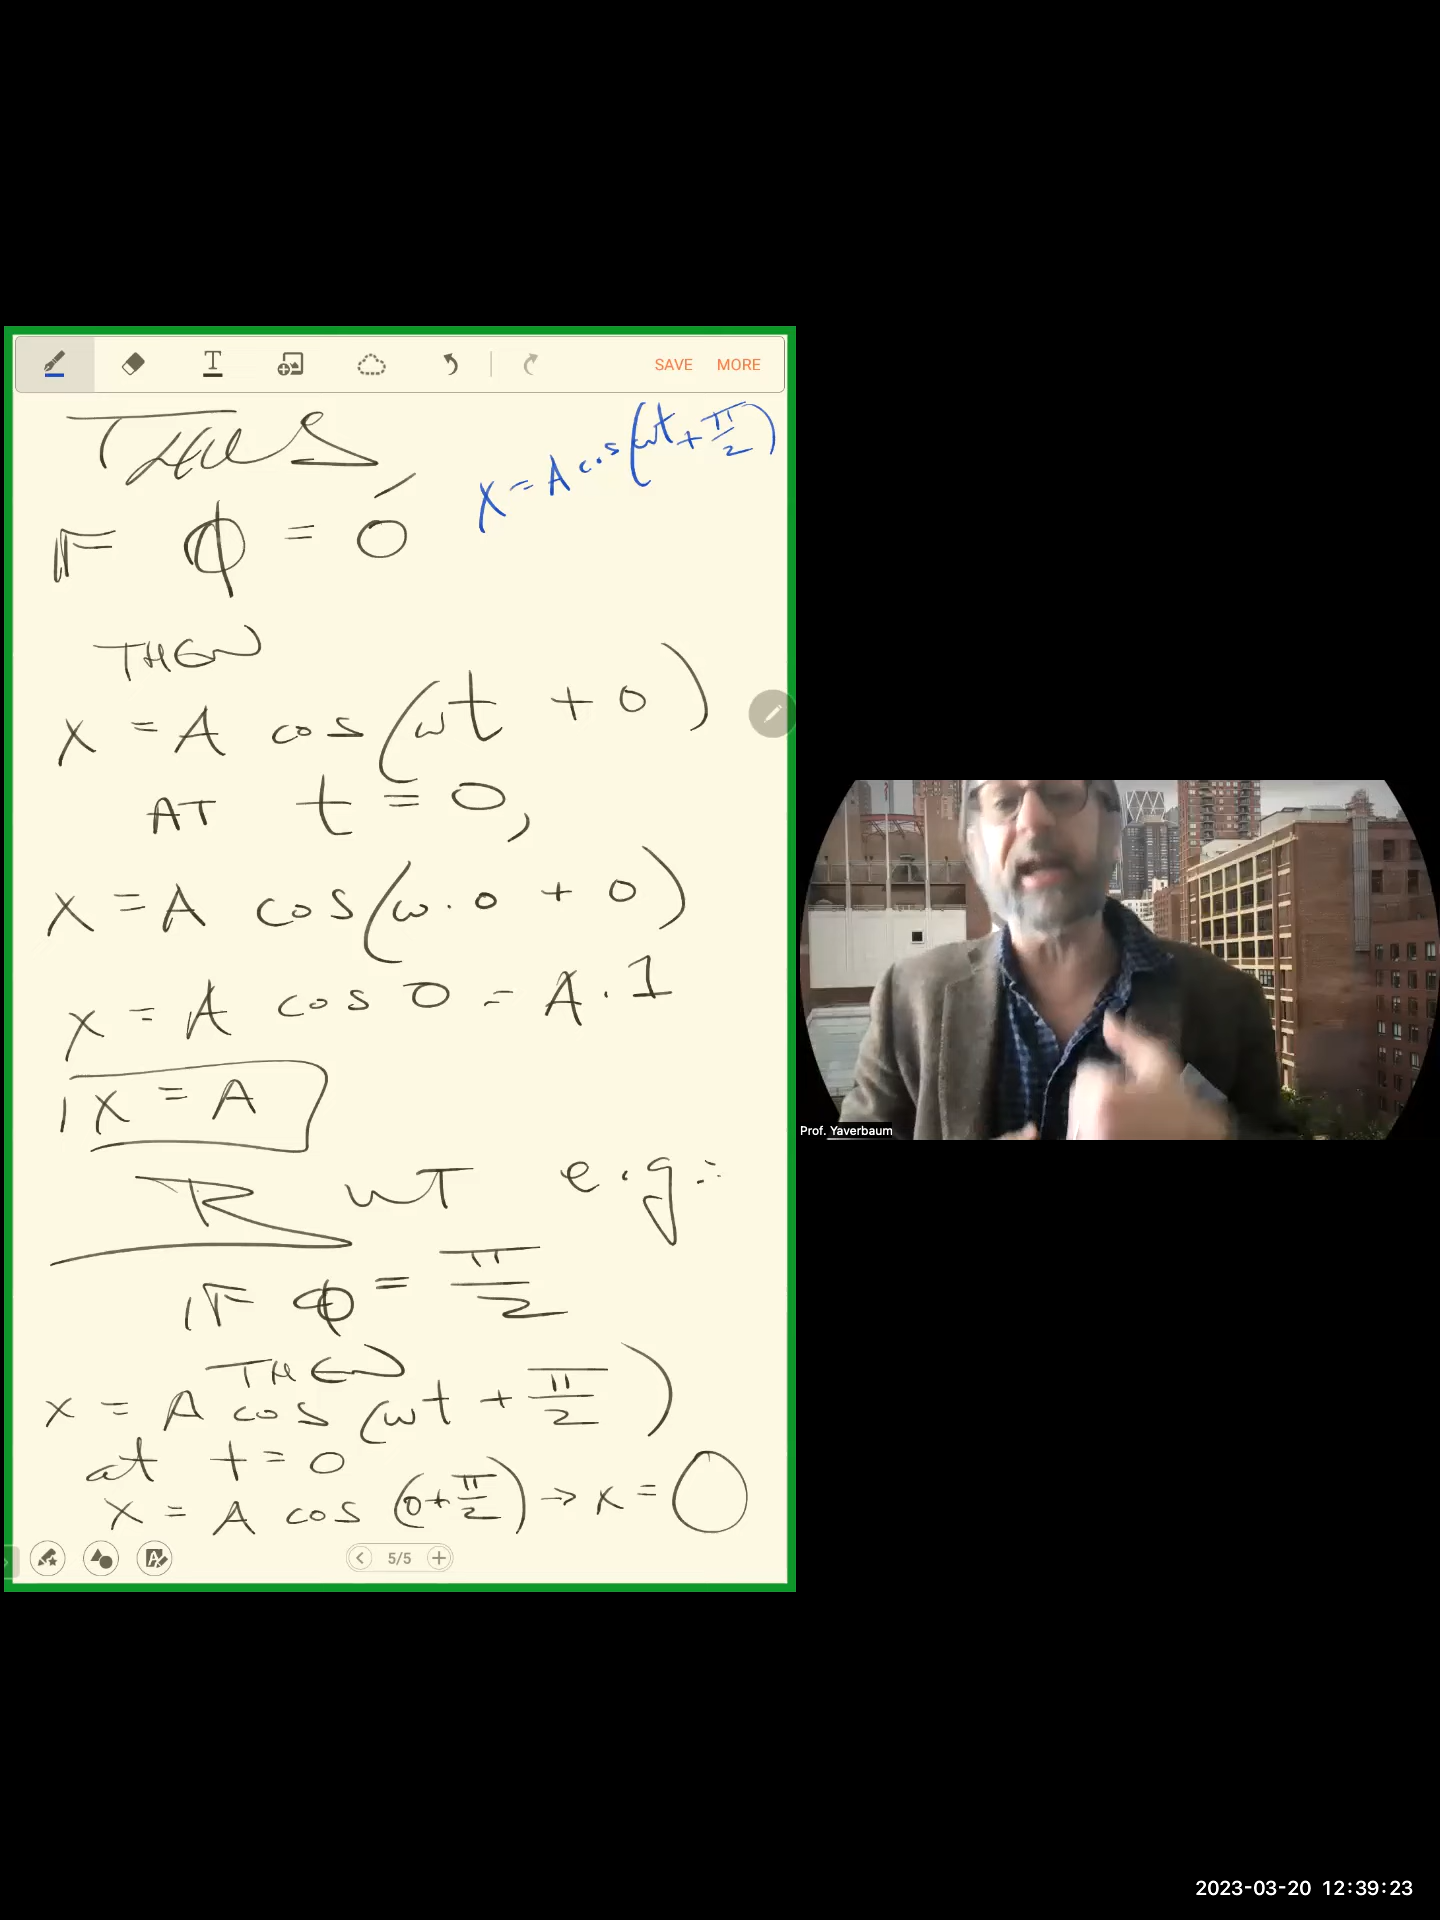 SAVE MORE
THUS,
x = A cos(ωt + π/2)
IF ϕ = 0
THEN
x = A cos(ωt + 0)
AT t = 0,
x = A cos(ω·0 + 0)
x = A cos 0 = A·1
x = A
e.g.:
IF ϕ = π/2
THEN
x = A cos(ωt + π/2)
at t = 0
x = A cos(0+π/2) → x = 0
5/5
Prof. Yaverbaum
2023-03-20 12:39:23